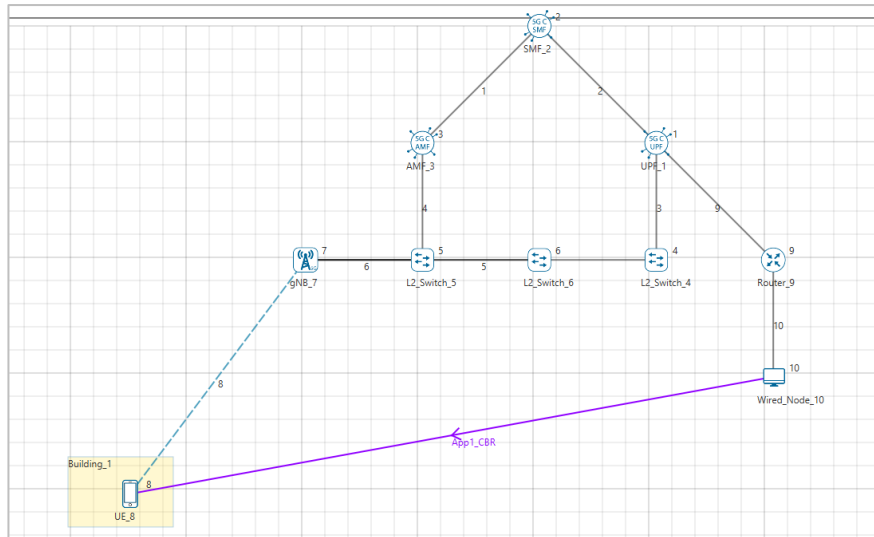 2
5G C
SMF
SMF_2
1
2
3
5G C
AMF
AMF_3
1
5G C
UPF
UPF_1
4
3
9
7
gNB_7
6
5
L2_Switch_5
5
6
L2_Switch_6
4
L2_Switch_4
9
Router_9
10
10
Wired_Node_10
8
App1_CBR
Building_1
8
UE_8